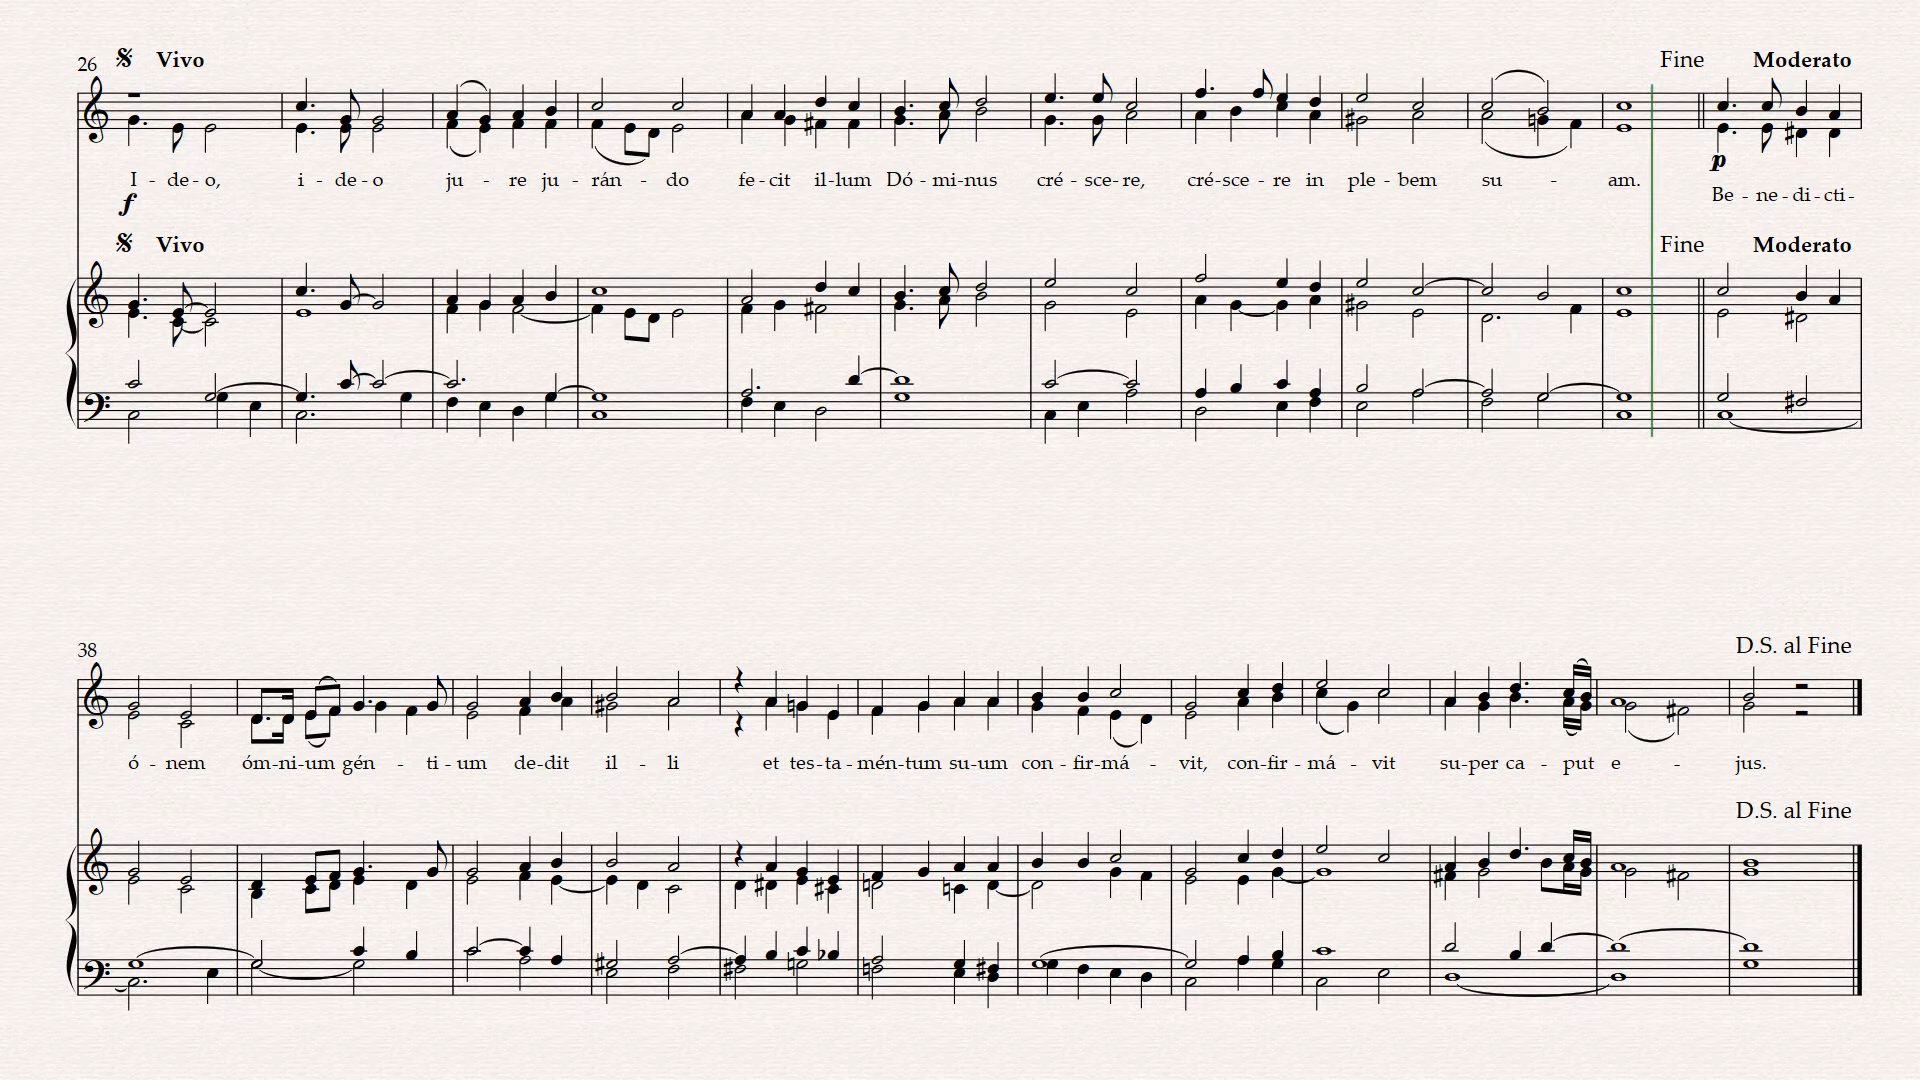 26 Vivo Fine Moderato
I - de - o, i - de - o ju - re ju - rán - do fe - cit il - lum Dó - mi - nus cré - sce - re, cré - sce - re in ple - bem su - am. Be - ne - di - cti -
f p
Vivo Fine Moderato
38 D.S. al Fine
ó - nem óm - ni - um gén - ti - um de - dit il - li et tes - ta - mén - tum su - um con - fir - má - vit, con - fir - má - vit su - per ca - put e - jus.
D.S. al Fine